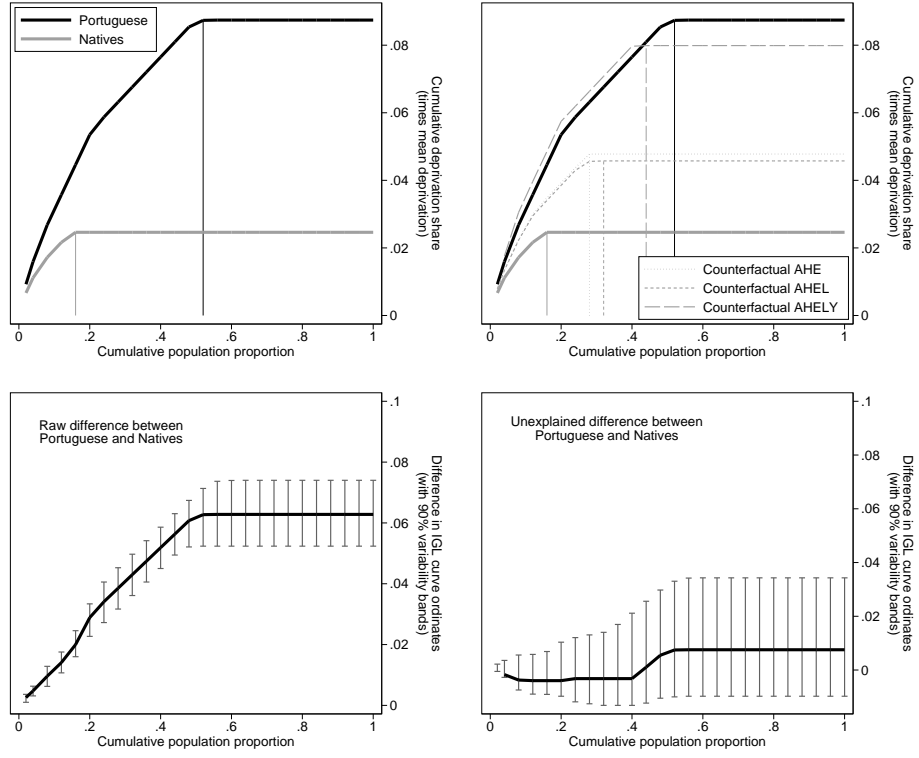 Portuguese
Natives
0
.02
.04
.06
.08
Cumulative deprivation share
(times mean deprivation)
0
.2
.4
.6
.8
1
Cumulative population proportion
Counterfactual AHE
Counterfactual AHEL
Counterfactual AHELY
0
.02
.04
.06
.08
Cumulative deprivation share
(times mean deprivation)
0
.2
.4
.6
.8
1
Cumulative population proportion
Raw difference between
Portuguese and Natives
0
.02
.04
.06
.08
.1
Difference in IGL curve ordinates
(with 90% variability bands)
0
.2
.4
.6
.8
1
Cumulative population proportion
Unexplained difference between
Portuguese and Natives
0
.02
.04
.06
.08
.1
Difference in IGL curve ordinates
(with 90% variability bands)
0
.2
.4
.6
.8
1
Cumulative population proportion